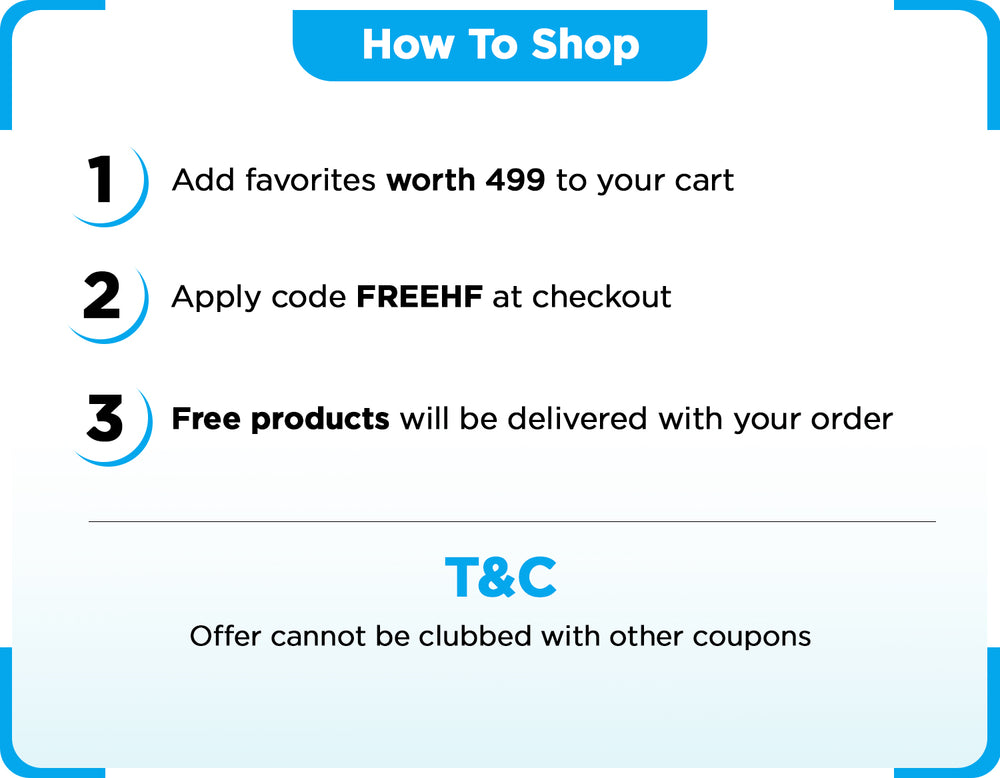 How To Shop
1 Add favorites worth 499 to your cart
2 Apply code FREEHF at checkout
3 Free products will be delivered with your order
T&C
Offer cannot be clubbed with other coupons